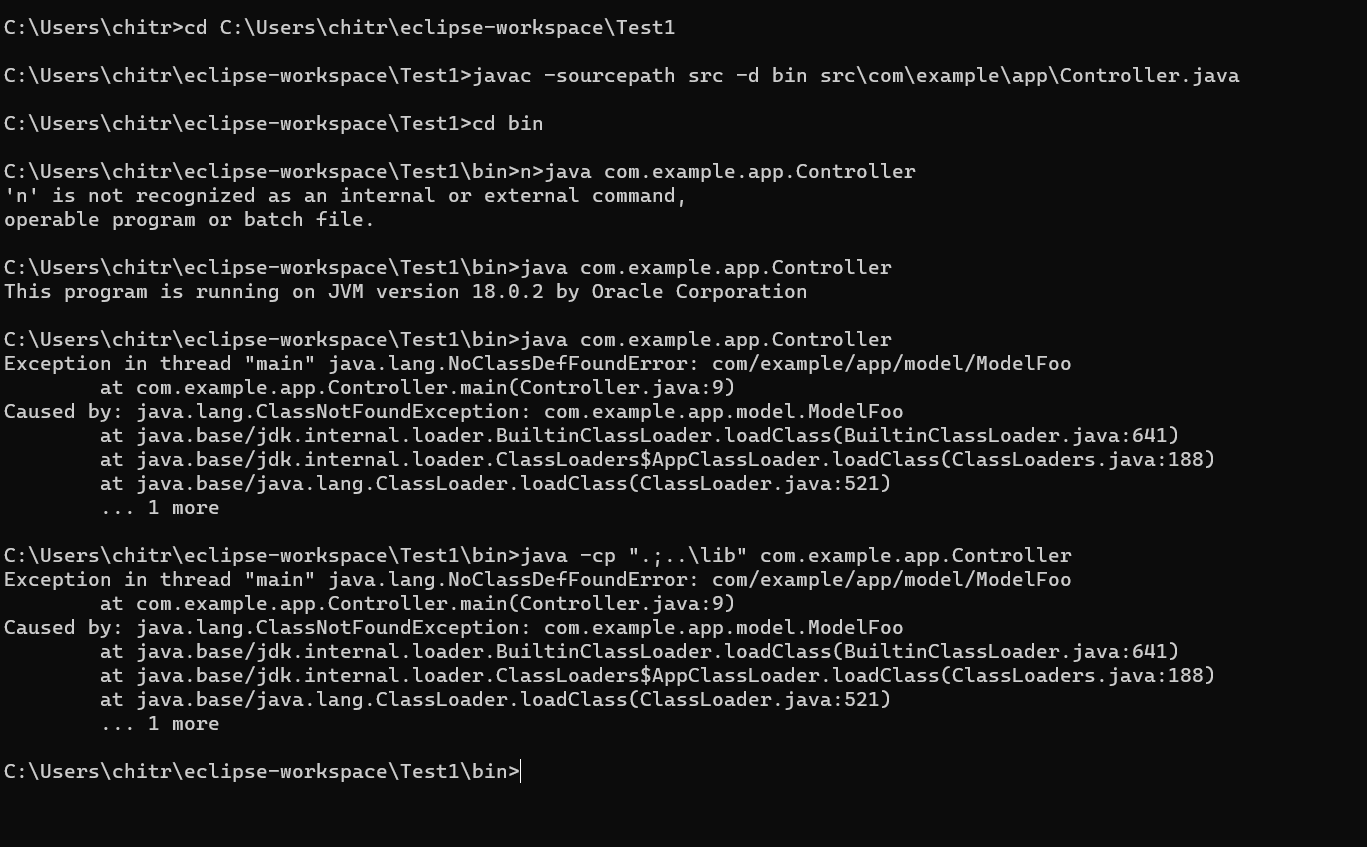 C:\Users\chitr>cd C:\Users\chitr\eclipse-workspace\Test1
C:\Users\chitr\eclipse-workspace\Test1>javac -sourcepath src -d bin src\com\example\app\Controller.java
C:\Users\chitr\eclipse-workspace\Test1>cd bin
C:\Users\chitr\eclipse-workspace\Test1\bin>n>java com.example.app.Controller
'n' is not recognized as an internal or external command,
operable program or batch file.
C:\Users\chitr\eclipse-workspace\Test1\bin>java com.example.app.Controller
This program is running on JVM version 18.0.2 by Oracle Corporation
C:\Users\chitr\eclipse-workspace\Test1\bin>java com.example.app.Controller
Exception in thread "main" java.lang.NoClassDefFoundError: com/example/app/model/ModelFoo
        at com.example.app.Controller.main(Controller.java:9)
Caused by: java.lang.ClassNotFoundException: com.example.app.model.ModelFoo
        at java.base/jdk.internal.loader.BuiltinClassLoader.loadClass(BuiltinClassLoader.java:641)
        at java.base/jdk.internal.loader.ClassLoaders$AppClassLoader.loadClass(ClassLoaders.java:188)
        at java.base/java.lang.ClassLoader.loadClass(ClassLoader.java:521)
        ... 1 more
C:\Users\chitr\eclipse-workspace\Test1\bin>java -cp ".;..\lib" com.example.app.Controller
Exception in thread "main" java.lang.NoClassDefFoundError: com/example/app/model/ModelFoo
        at com.example.app.Controller.main(Controller.java:9)
Caused by: java.lang.ClassNotFoundException: com.example.app.model.ModelFoo
        at java.base/jdk.internal.loader.BuiltinClassLoader.loadClass(BuiltinClassLoader.java:641)
        at java.base/jdk.internal.loader.ClassLoaders$AppClassLoader.loadClass(ClassLoaders.java:188)
        at java.base/java.lang.ClassLoader.loadClass(ClassLoader.java:521)
        ... 1 more
C:\Users\chitr\eclipse-workspace\Test1\bin>